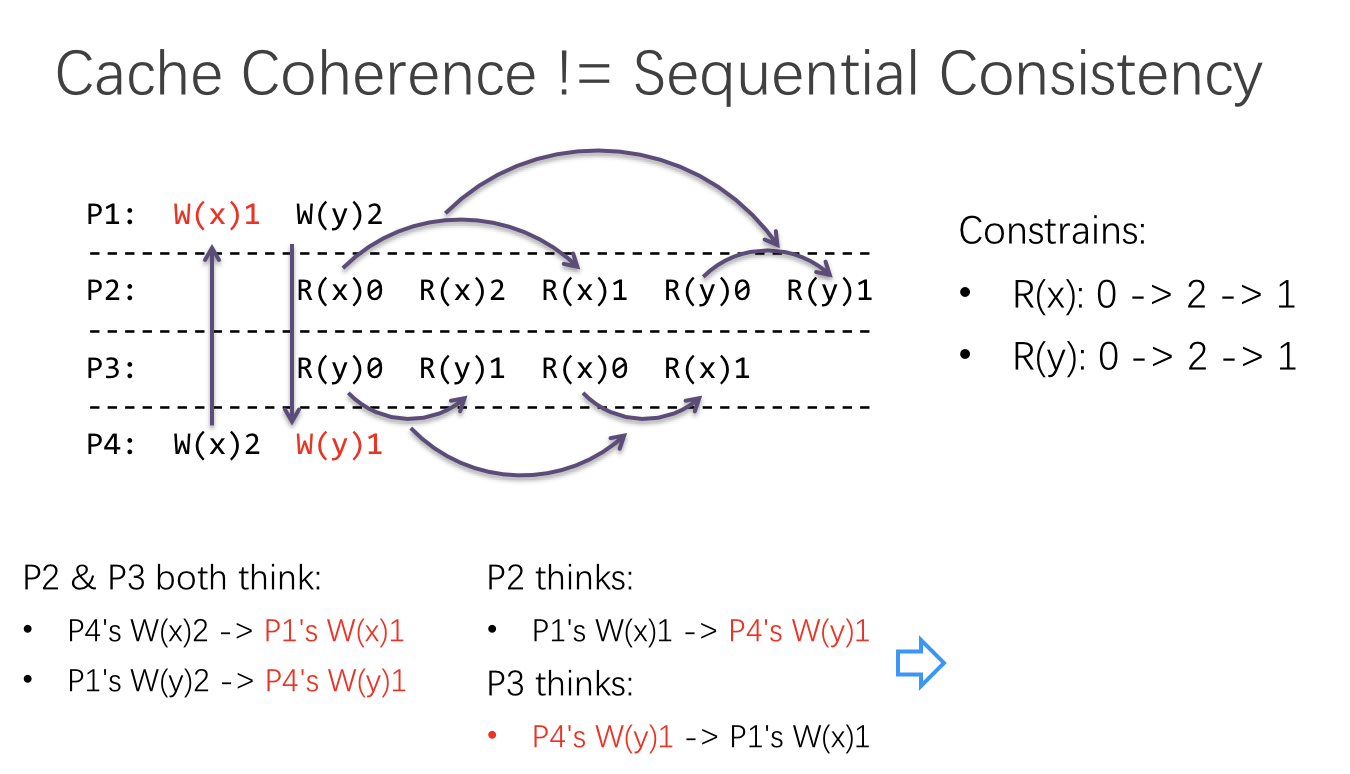 Cache Coherence != Sequential Consistency
P1: W(x)1 W(y)2
P2: R(x)0 R(x)2 R(x)1 R(y)0 R(y)1
P3: R(y)0 R(y)1 R(x)0 R(x)1
P4: W(x)2 W(y)1
Constrains:
• R(x): 0 -> 2 -> 1
• R(y): 0 -> 2 -> 1
P2 & P3 both think:
• P4's W(x)2 -> P1's W(x)1
• P1's W(y)2 -> P4's W(y)1
P2 thinks:
• P1's W(x)1 -> P4's W(y)1
P3 thinks:
• P4's W(y)1 -> P1's W(x)1